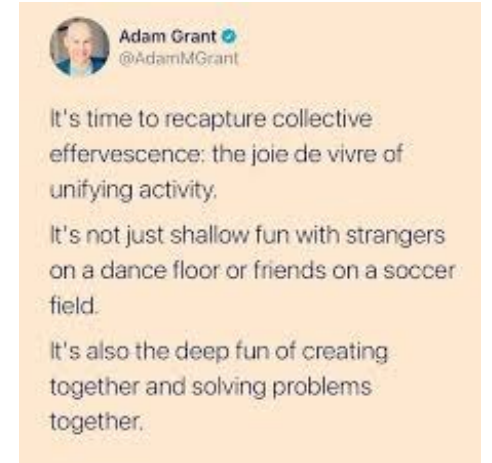 Adam Grant
@AdamMGrant
It's time to recapture collective
effervescence: the joie de vivre of
unifying activity.
It's not just shallow fun with strangers
on a dance floor or friends on a soccer
field.
It's also the deep fun of creating
together and solving problems
together.